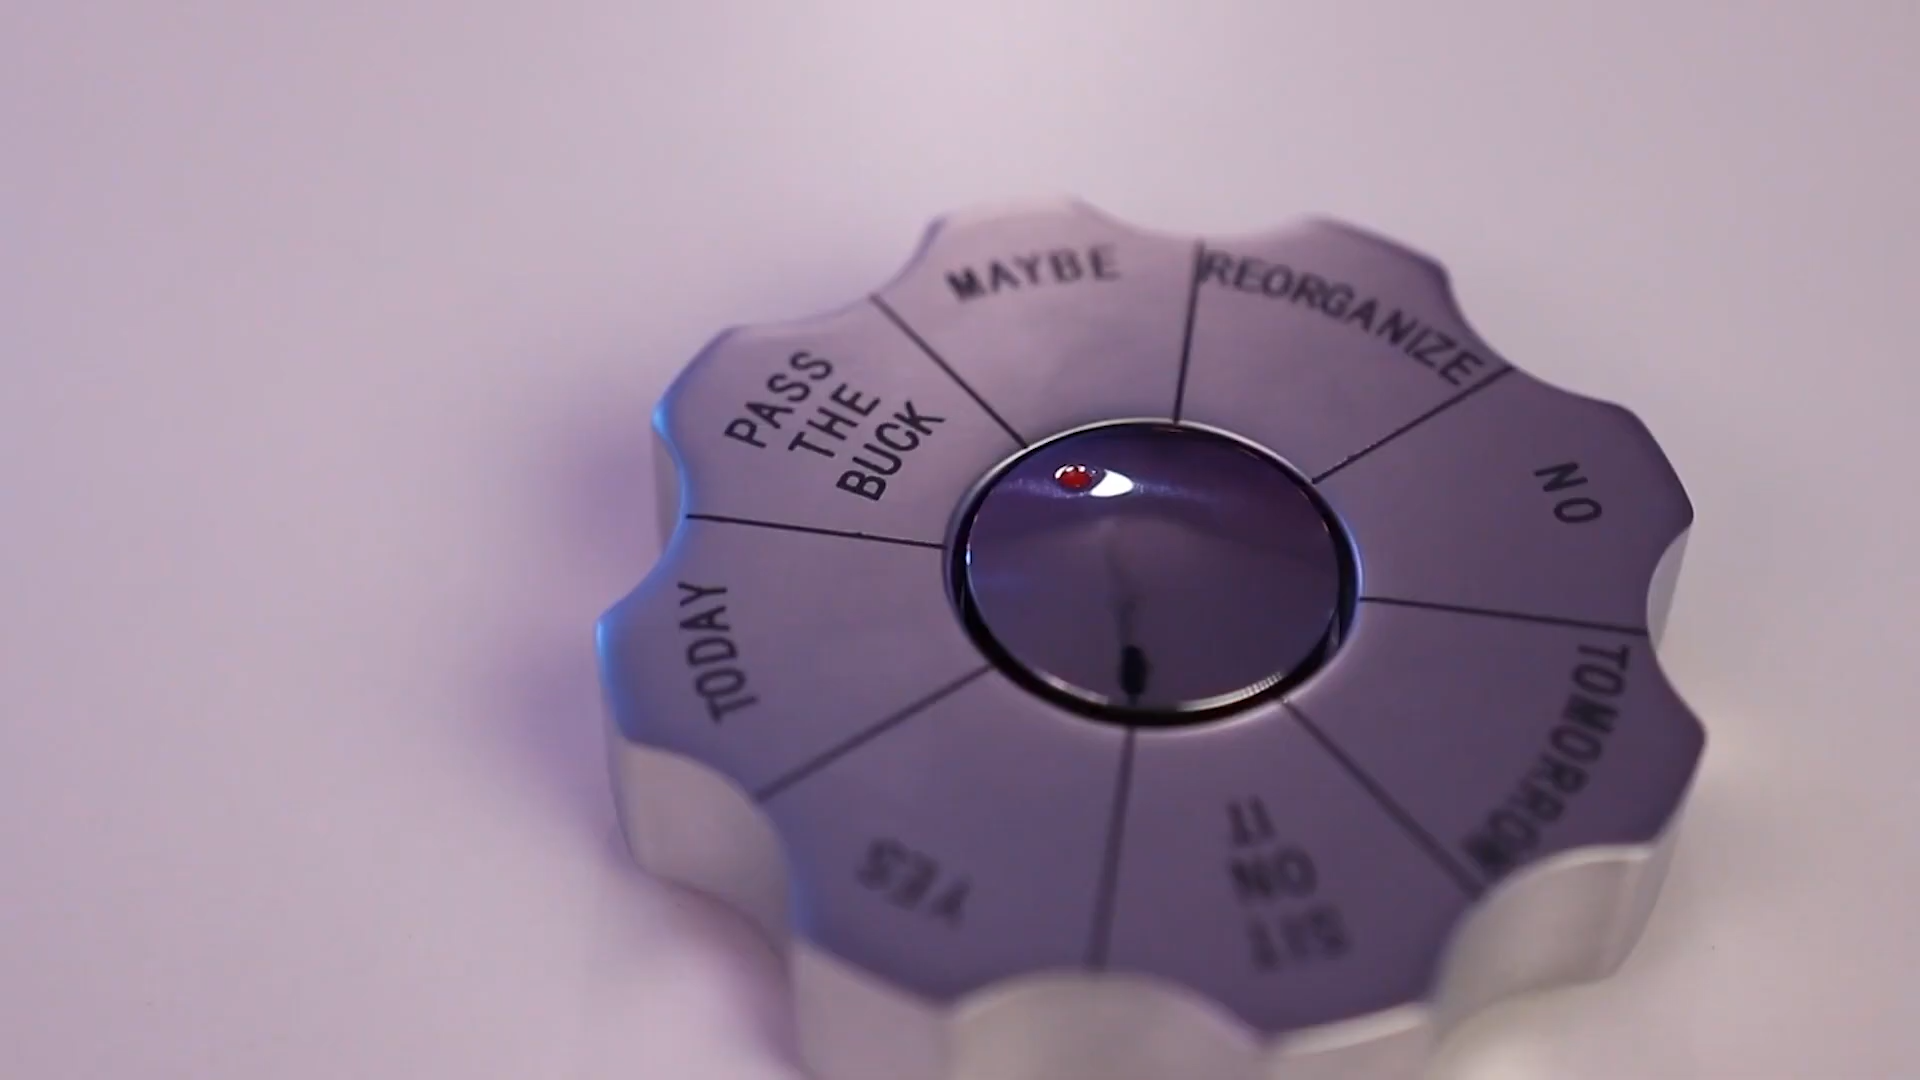 MAYBE
REORGANIZE
NO
TOMORROW
SIT
ON
IT
YES
TODAY
PASS
THE
BUCK